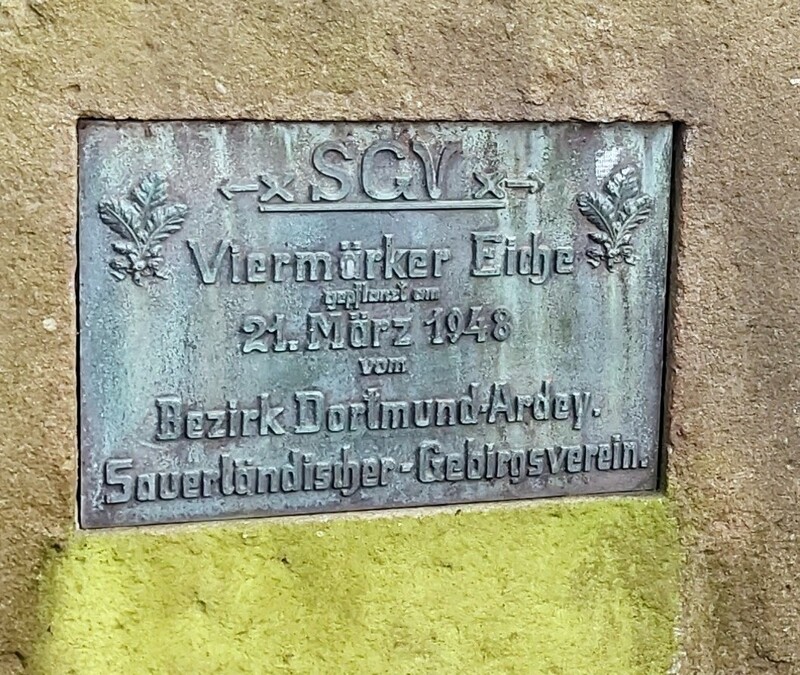 SGV
Viermärker Eiche
gepflanzt am
21. März 1948
vom
Bezirk Dortmund-Ardey.
Sauerländischer-Gebirgsverein.